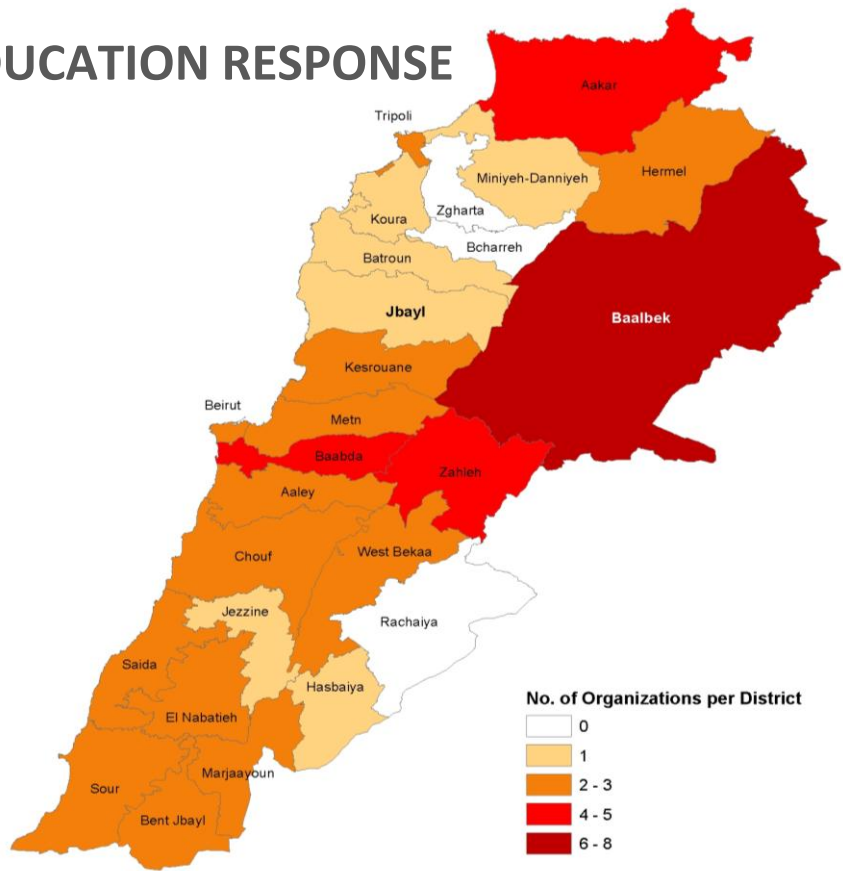 DUCATION RESPONSE
Aakar
Tripoli
Hermel
Miniyeh-Danniyeh
Zgharta
Koura
Bcharreh
Batroun
Jbayl
Baalbek
Kesrouane
Beirut
Metn
Baabda
Zahleh
Aaley
West Bekaa
Chouf
Jezzine
Rachaiya
Saida
Hasbaiya
El Nabatieh
Marjaayoun
Sour
Bent Jbayl
No. of Organizations per District
0
1
2 - 3
4 - 5
6 - 8